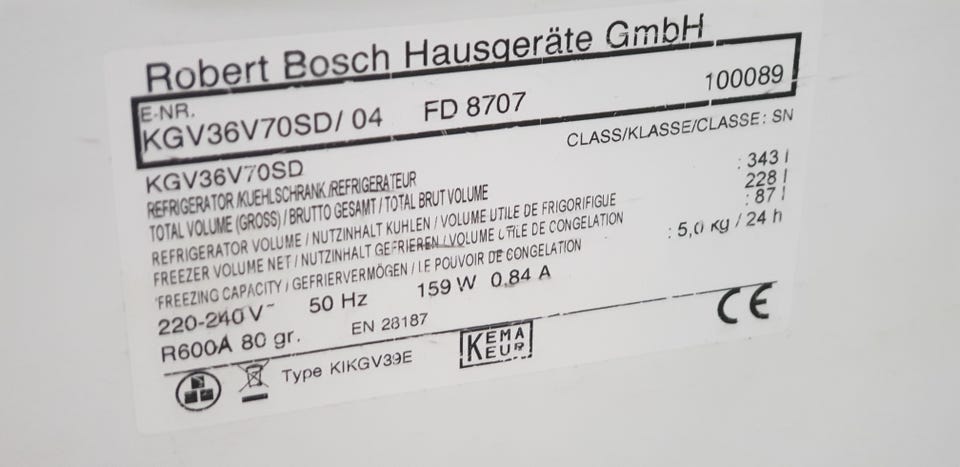 Robert Bosch Hausgeräte GmbH
E-NR. KGV36V70SD/ 04 FD 8707 100089
CLASS/KLASSE/CLASSE: SN
KGV36V70SD
REFRIGERATOR/KUEHLSCHRANK/REFRIGERATEUR
TOTAL VOLUME (GROSS) / BRUTTO GESAMT / TOTAL BRUT VOLUME : 343 l
REFRIGERATOR VOLUME / NUTZINHALT KUHLEN / VOLUME UTILE DE FRIGORIFIGUE 228 l
FREEZER VOLUME NET / NUTZINHALT GEFRIEREN / VOLUME UTILE DE CONGELATION : 87 l
FREEZING CAPACITY / GEFRIERVERMÖGEN / LE POUVOIR DE CONGELATION : 5,0 kg / 24 h
220-240 V~ 50 Hz 159 W 0.84 A
R600A 80 gr. EN 28187
Type KIKGV39E
KEMA
EUR
CE